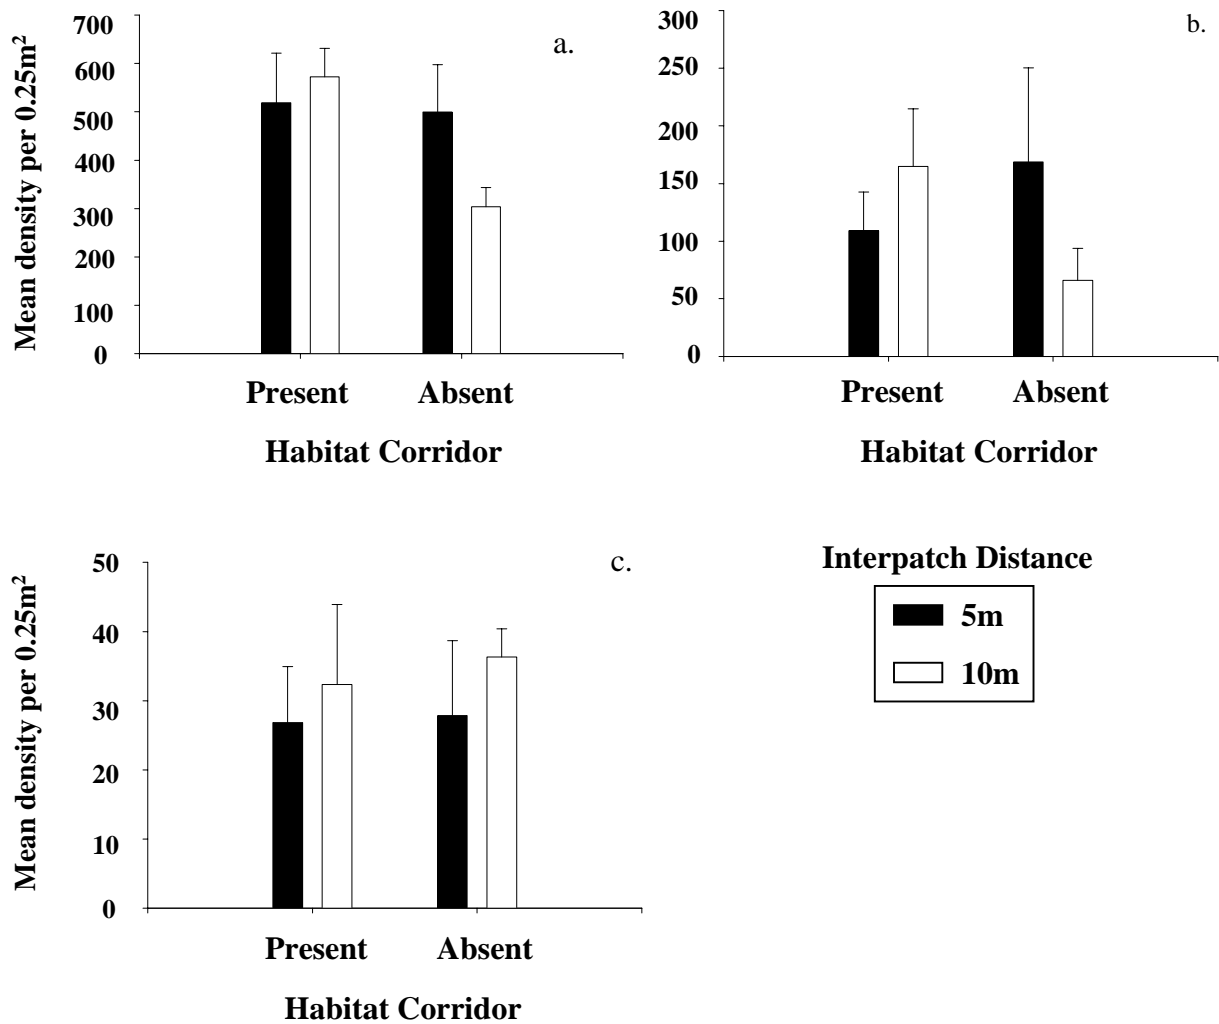 a.
Mean density per 0.25m²
700
600
500
400
300
200
100
0
Present Absent
Habitat Corridor
b.
300
250
200
150
100
50
0
Present Absent
Habitat Corridor
c.
Mean density per 0.25m²
50
40
30
20
10
0
Present Absent
Habitat Corridor
Interpatch Distance
5m
10m